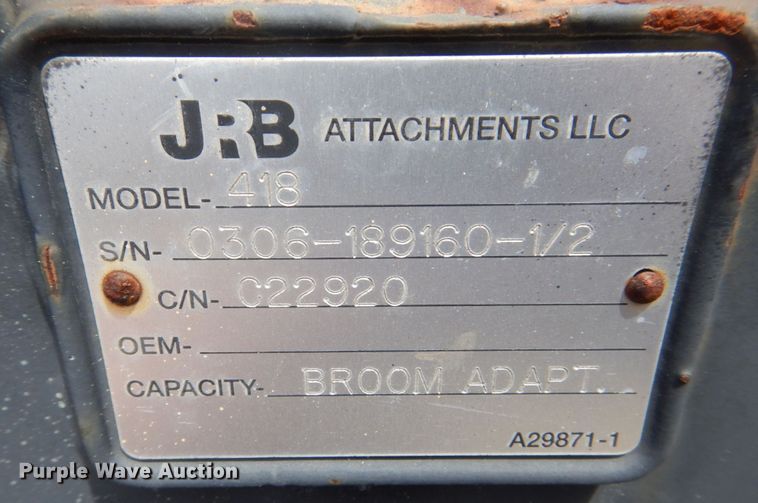 JRB ATTACHMENTS LLC
MODEL- 418
S/N- 0306-189160-1/2
C/N- C22920
OEM-
CAPACITY- BROOM ADAPT.
A29871-1
Purple Wave Auction